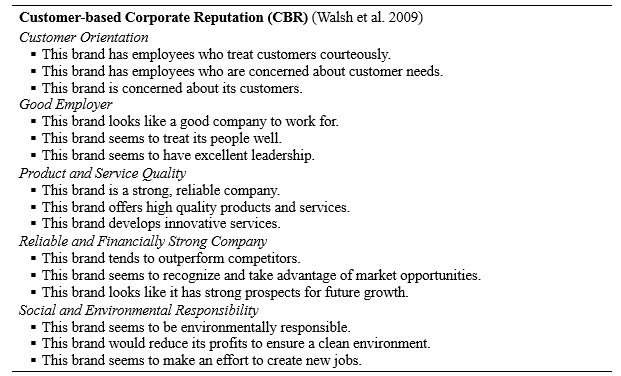 Customer-based Corporate Reputation (CBR) (Walsh et al. 2009)
Customer Orientation
▪ This brand has employees who treat customers courteously.
▪ This brand has employees who are concerned about customer needs.
▪ This brand is concerned about its customers.
Good Employer
▪ This brand looks like a good company to work for.
▪ This brand seems to treat its people well.
▪ This brand seems to have excellent leadership.
Product and Service Quality
▪ This brand is a strong, reliable company.
▪ This brand offers high quality products and services.
▪ This brand develops innovative services.
Reliable and Financially Strong Company
▪ This brand tends to outperform competitors.
▪ This brand seems to recognize and take advantage of market opportunities.
▪ This brand looks like it has strong prospects for future growth.
Social and Environmental Responsibility
▪ This brand seems to be environmentally responsible.
▪ This brand would reduce its profits to ensure a clean environment.
▪ This brand seems to make an effort to create new jobs.